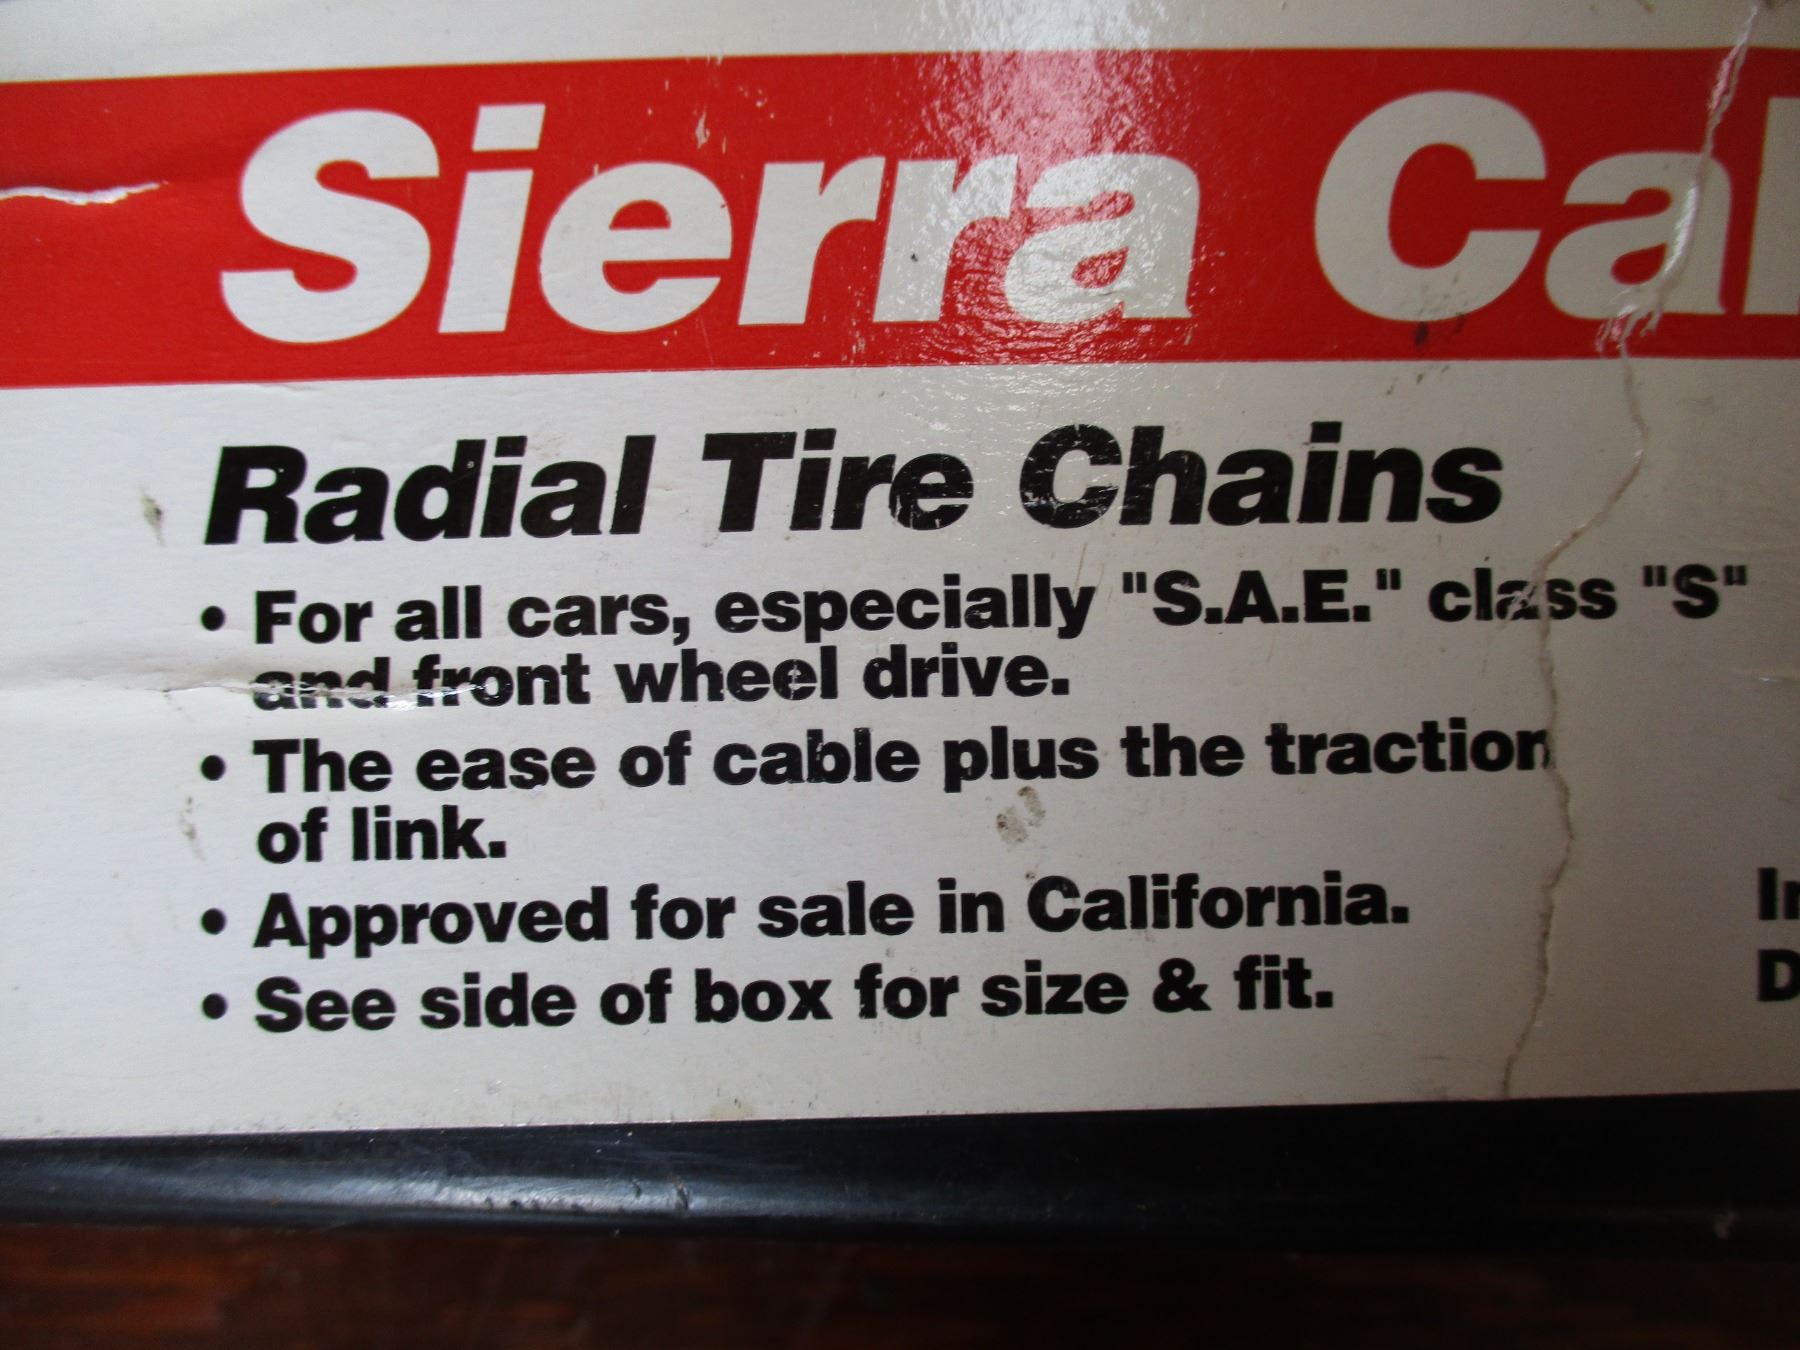 Sierra Cal
Radial Tire Chains
• For all cars, especially "S.A.E." class "S"
and front wheel drive.
• The ease of cable plus the traction
of link.
• Approved for sale in California.
• See side of box for size & fit.